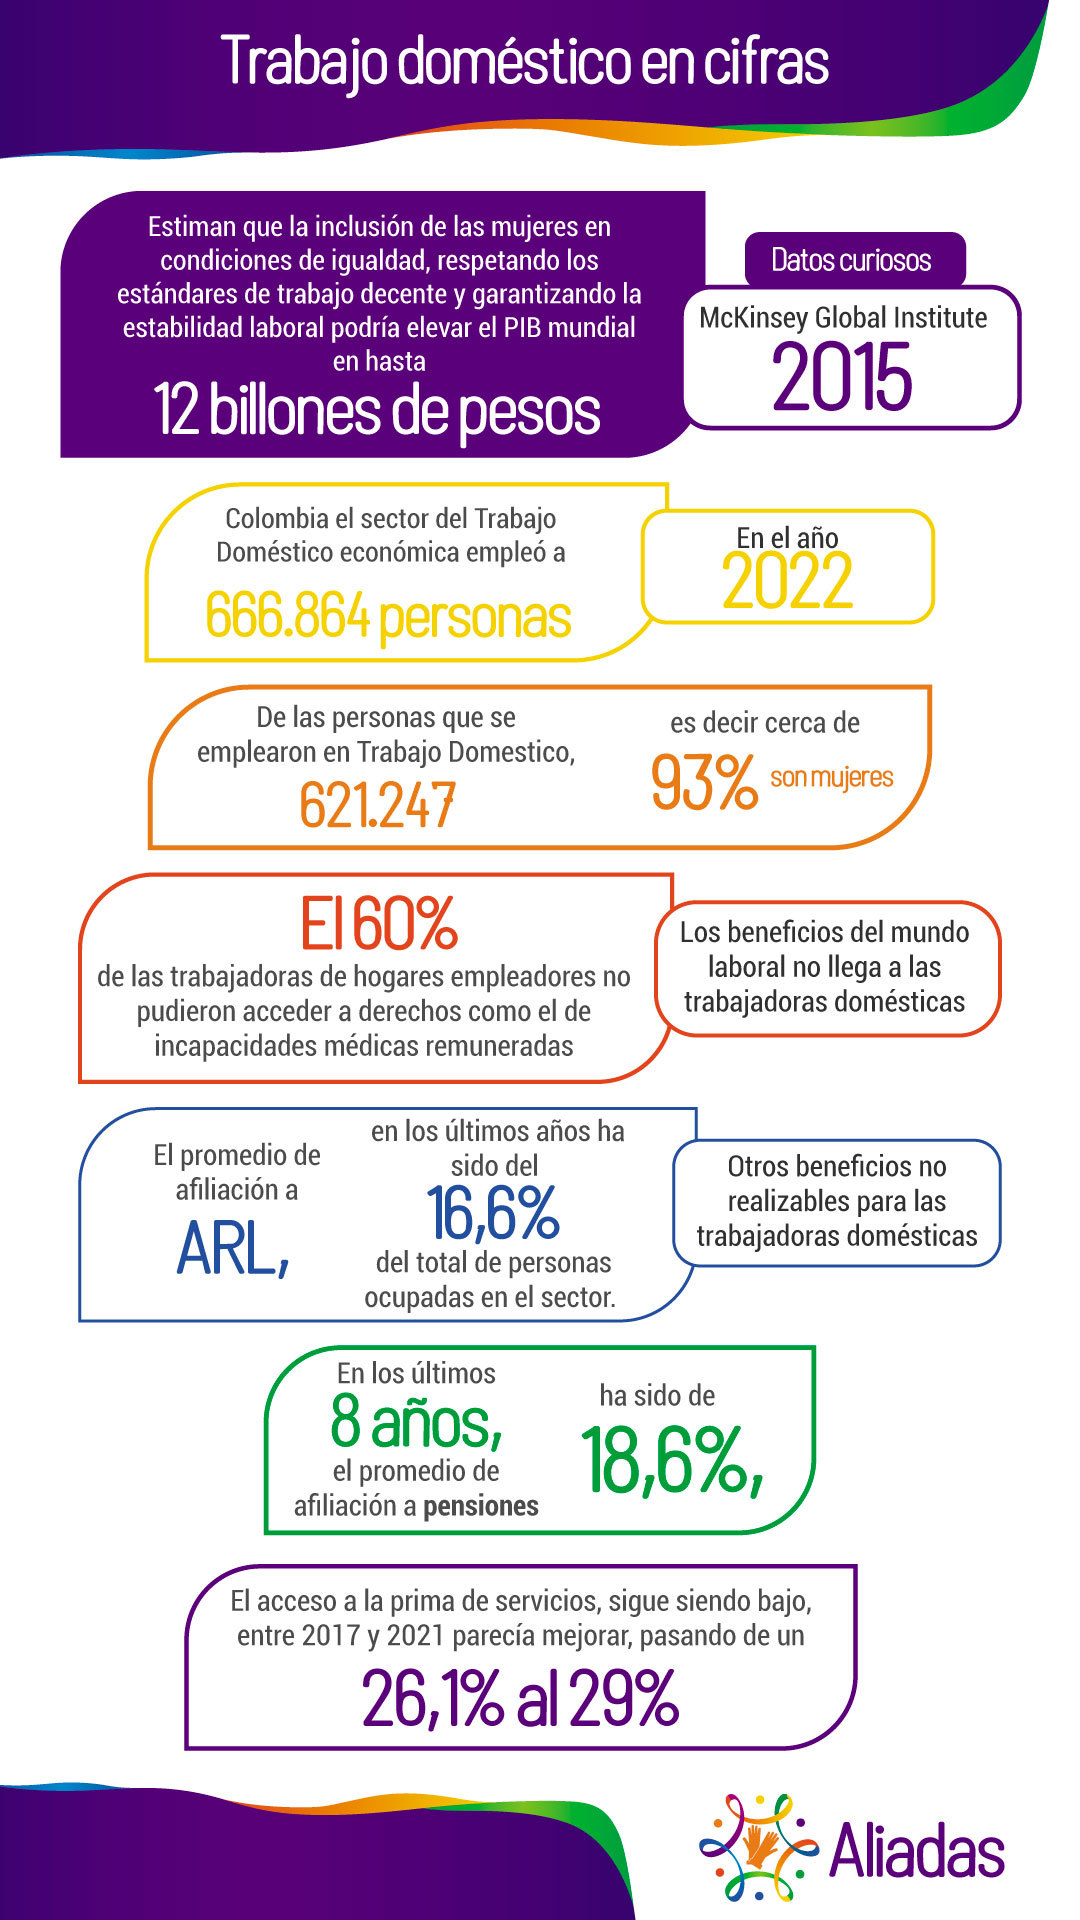 Trabajo doméstico en cifras
Estiman que la inclusión de las mujeres en
condiciones de igualdad, respetando los
estándares de trabajo decente y garantizando la
estabilidad laboral podría elevar el PIB mundial
en hasta
12 billones de pesos
Datos curiosos
McKinsey Global Institute
2015
Colombia el sector del Trabajo
Doméstico económica empleó a
666.864 personas
En el año
2022
De las personas que se
emplearon en Trabajo Domestico,
621.247
es decir cerca de
93% son mujeres
El 60%
de las trabajadoras de hogares empleadores no
pudieron acceder a derechos como el de
incapacidades médicas remuneradas
Los beneficios del mundo
laboral no llega a las
trabajadoras domésticas
El promedio de
afiliación a
ARL,
en los últimos años ha
sido del
16,6%
del total de personas
ocupadas en el sector.
Otros beneficios no
realizables para las
trabajadoras domésticas
En los últimos
8 años,
el promedio de
afiliación a pensiones
ha sido de
18,6%,
El acceso a la prima de servicios, sigue siendo bajo,
entre 2017 y 2021 parecía mejorar, pasando de un
26,1% al 29%
Aliadas